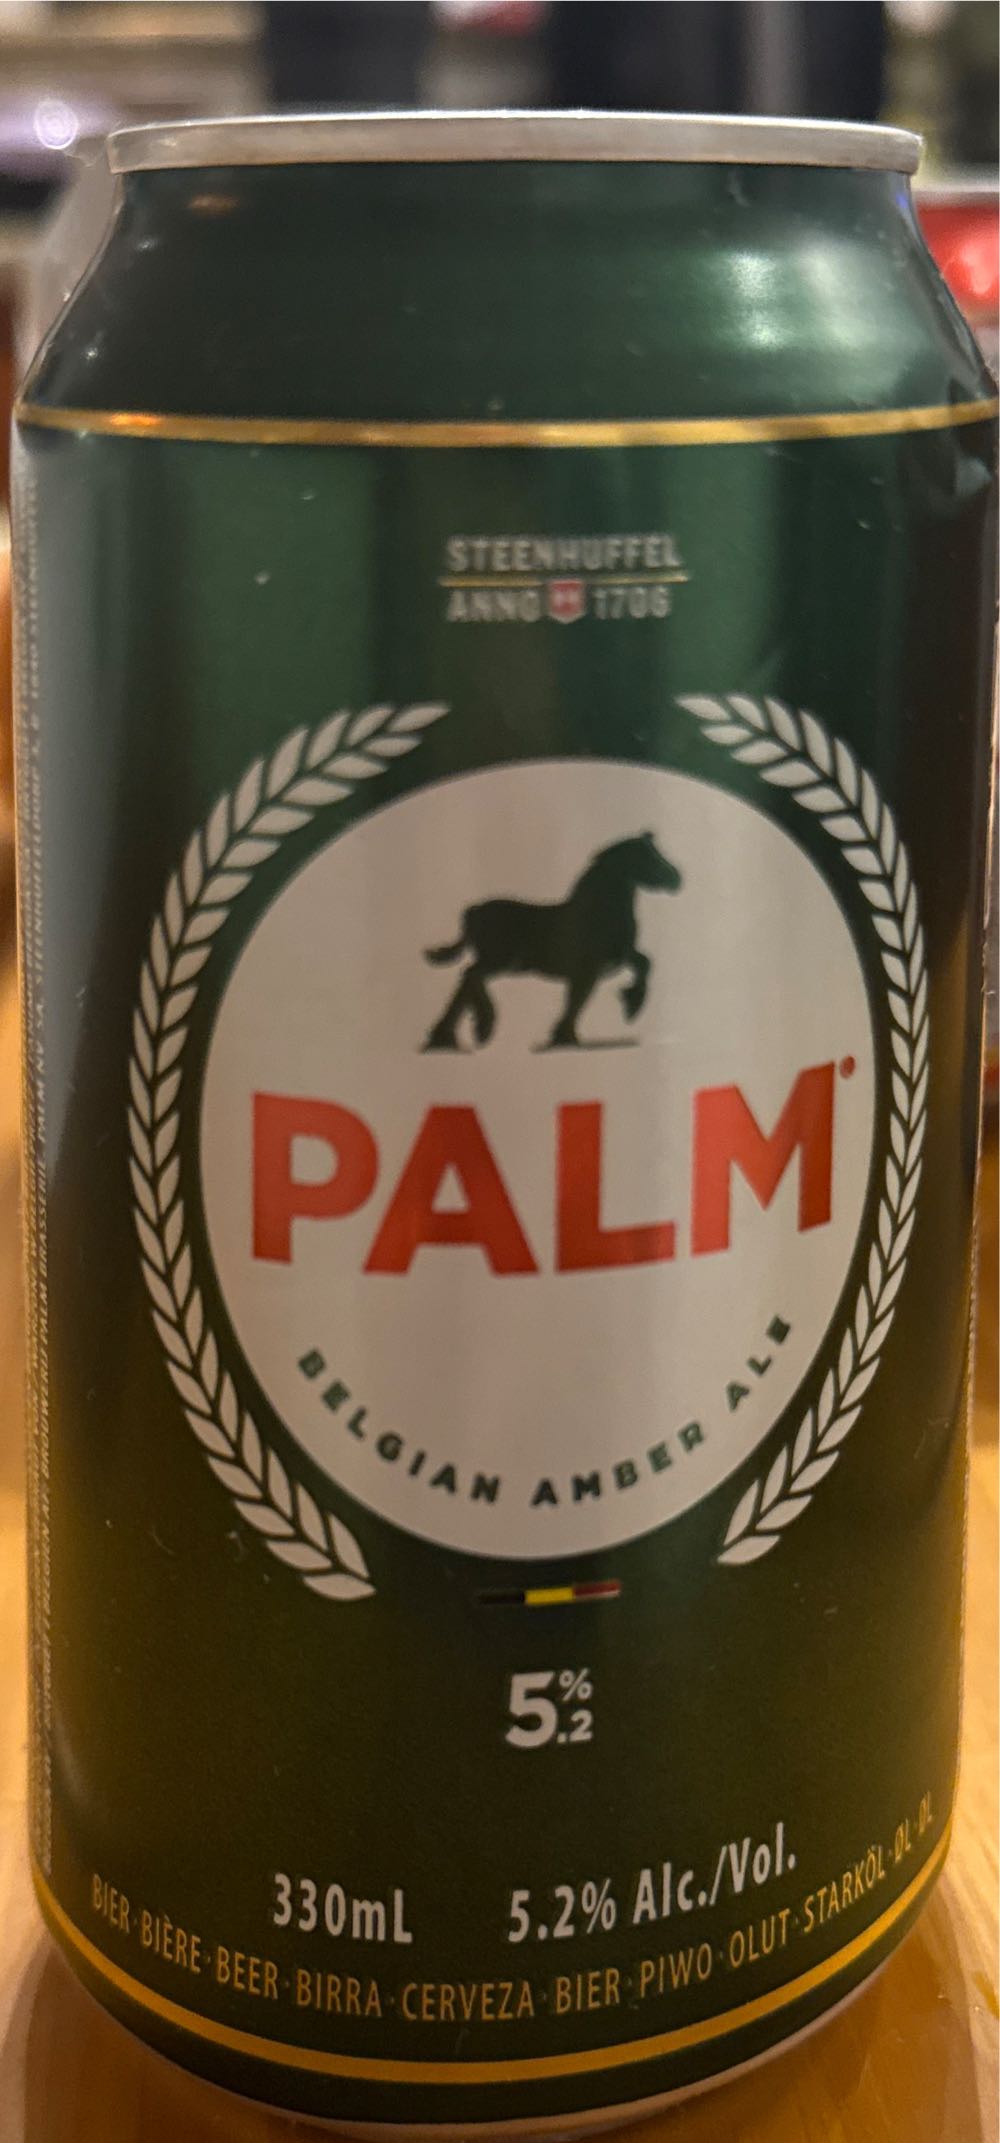 STEENHUFFEL
ANNO 1706
PALM
BELGIAN AMBER ALE
5.2%
330mL 5.2% Alc./Vol.
BIER·BIÈRE·BEER·BIRRA·CERVEZA·BIER·PIWO·OLUT·STARKÖL·ØL·ÖL